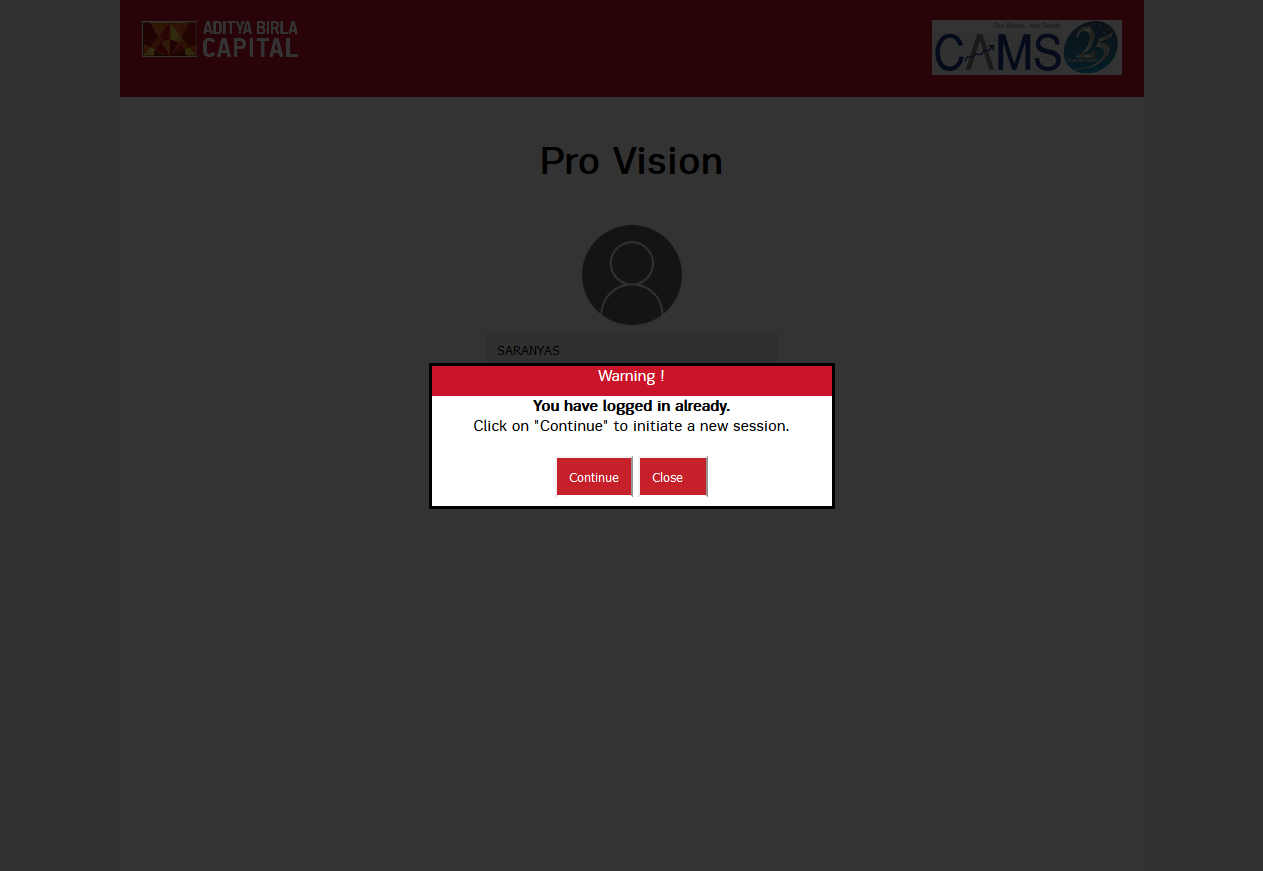 ADITYA BIRLA
CAPITAL
CAMS 25
Pro Vision
SARANYAS
Warning !
You have logged in already.
Click on "Continue" to initiate a new session.
Continue
Close